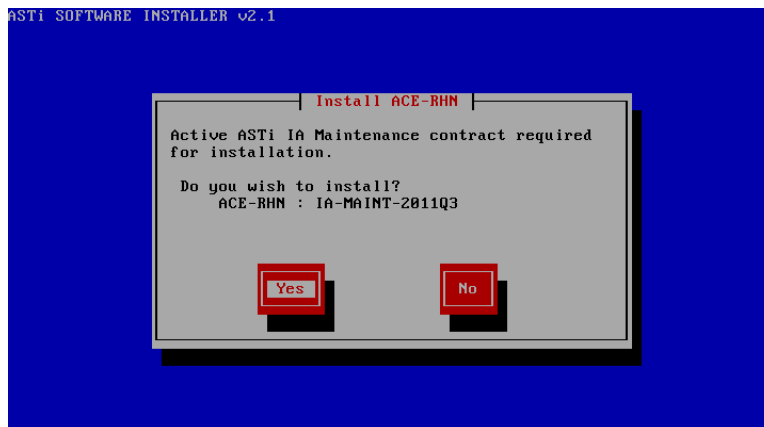 ASTi SOFTWARE INSTALLER v2.1
Install ACE-RHN
Active ASTi IA Maintenance contract required
for installation.
Do you wish to install?
ACE-RHN : IA-MAINT-2011Q3
Yes
No